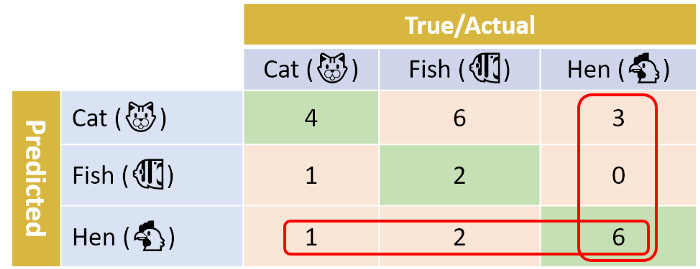 True/Actual
Cat () Fish () Hen ()
Predicted
Cat () 4 6 3
Fish () 1 2 0
Hen () 1 2 6